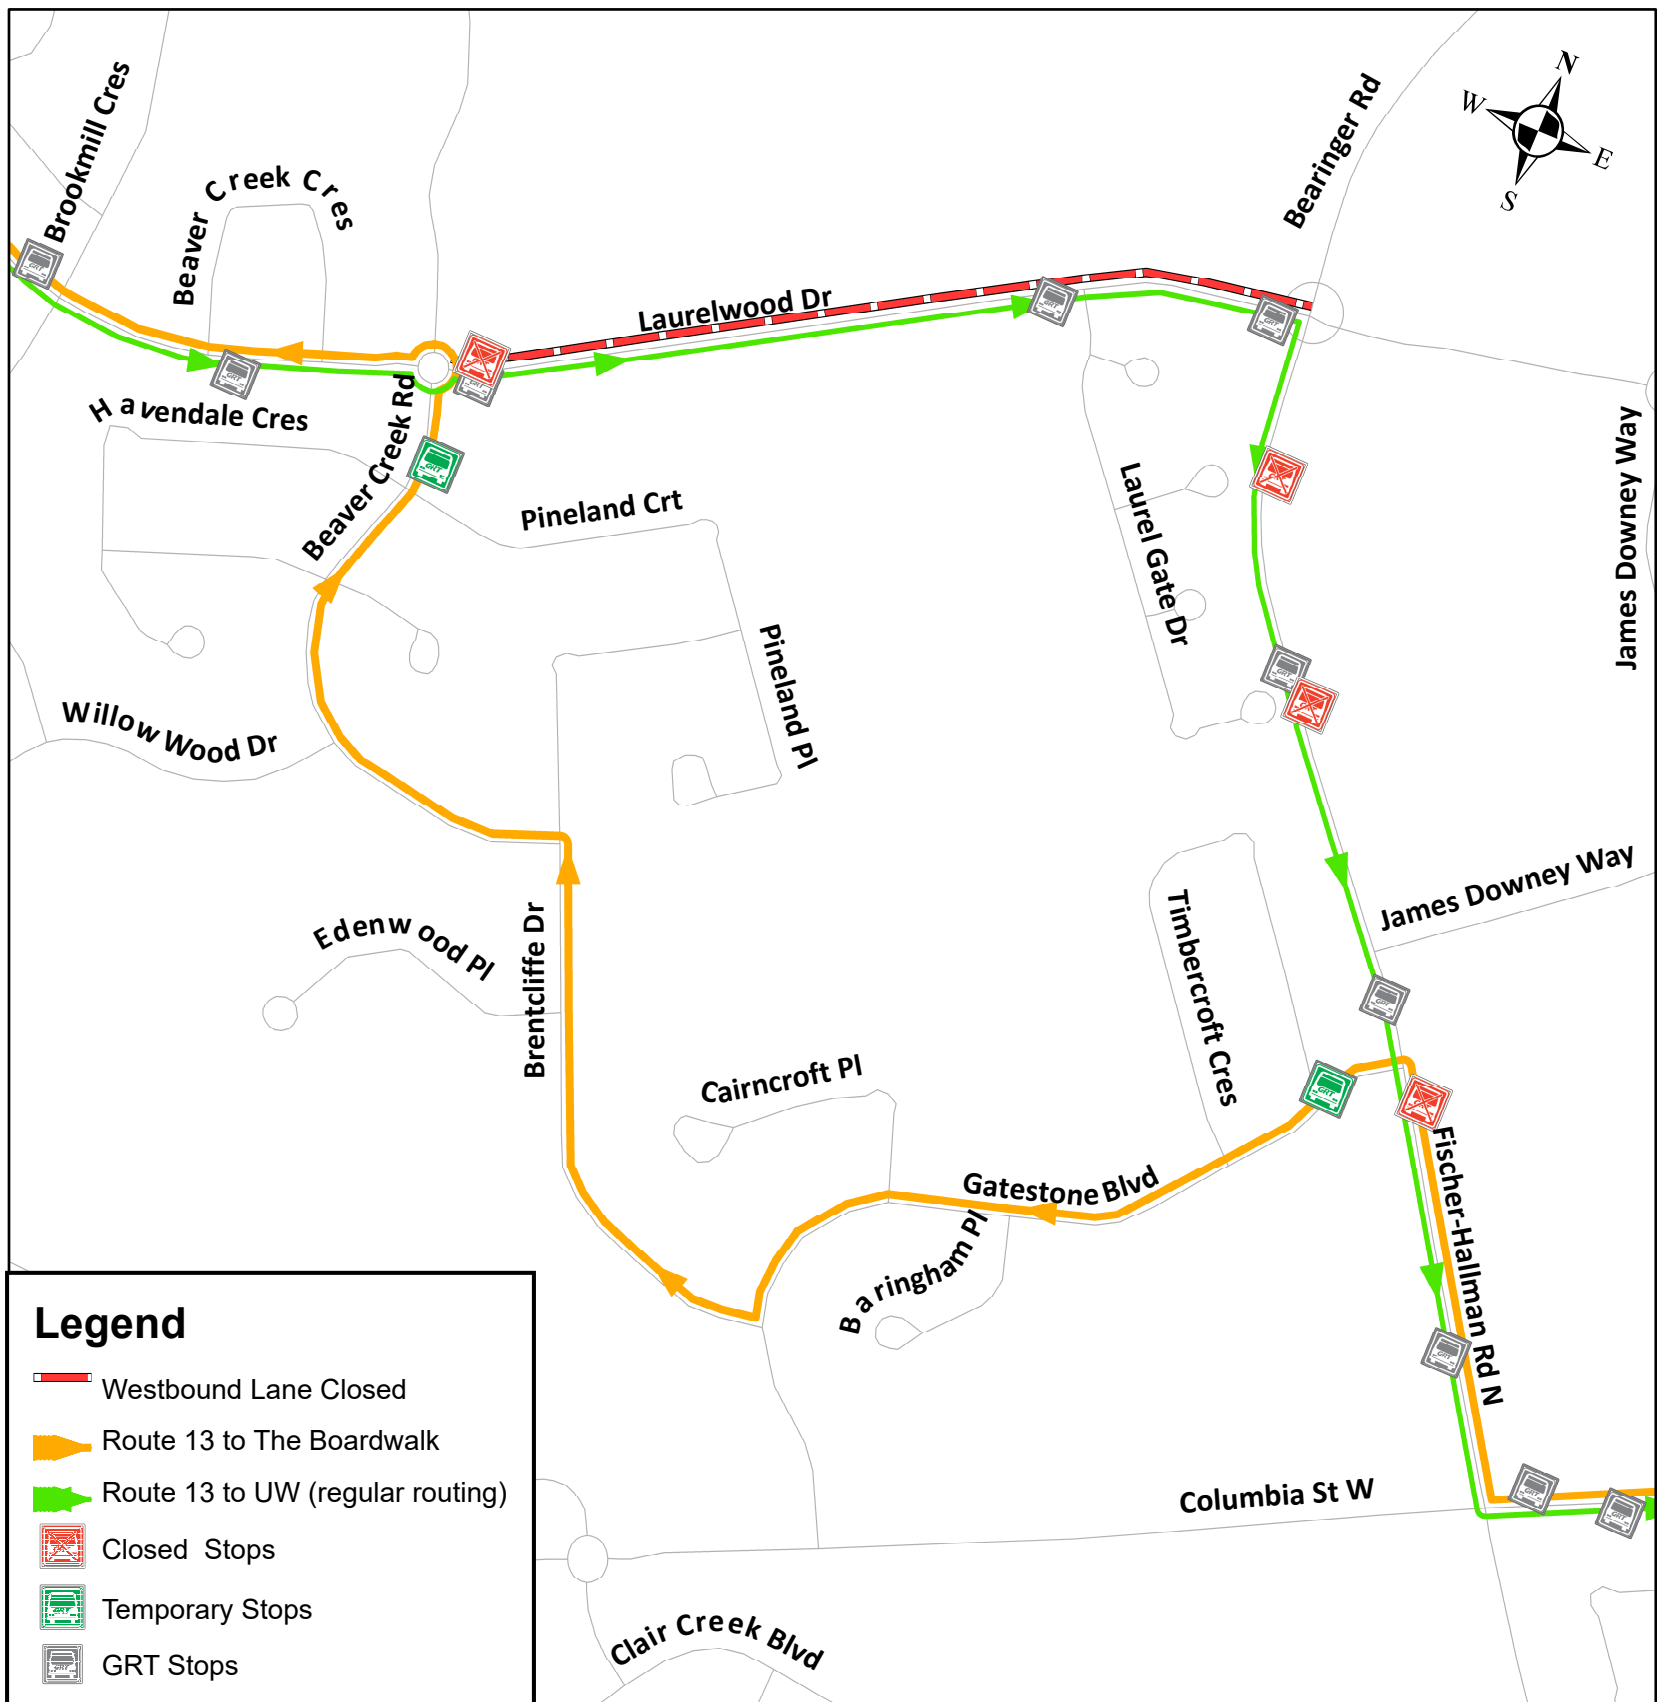 N
W
E
S
Brookmill Cres
Beaver Creek Cres
Bearinger Rd
Laurelwood Dr
Havendale Cres
Beaver Creek Rd
Pineland Crt
Laurel Gate Dr
James Downey Way
Pineland Pl
Willow Wood Dr
James Downey Way
Timbercroft Cres
Edenwood Pl
Brentcliffe Dr
Cairncroft Pl
Gatestone Blvd
Baringham Pl
Fischer-Hallman Rd N
Columbia St W
Clair Creek Blvd
Legend
Westbound Lane Closed
Route 13 to The Boardwalk
Route 13 to UW (regular routing)
Closed Stops
GRT
Temporary Stops
GRT
GRT Stops